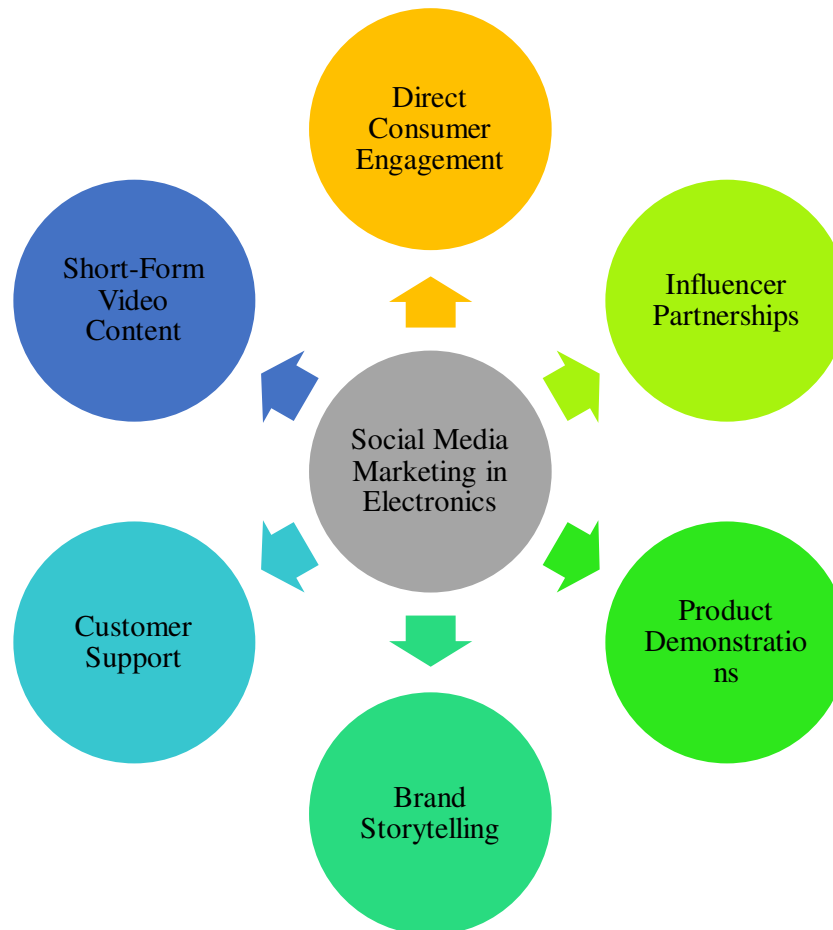 Direct
Consumer
Engagement
Short-Form
Video
Content
Influencer
Partnerships
Social Media
Marketing in
Electronics
Customer
Support
Product
Demonstratio
ns
Brand
Storytelling